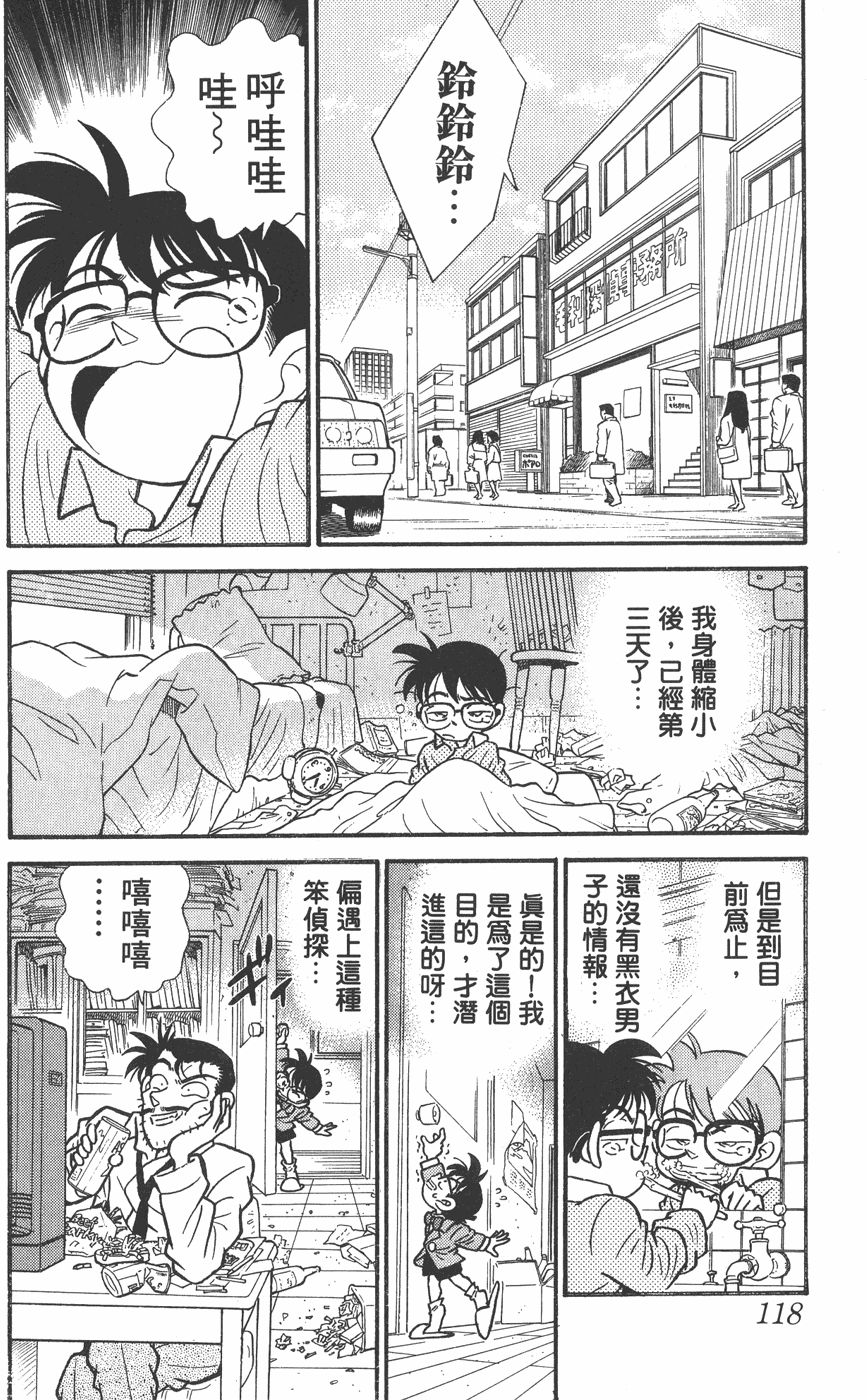 鈴鈴鈴…
毛利偵探事務所
呼哇哇
哇～
我身體縮小
後，已經第
三天了…
但是到目
前為止，
還沒有黑衣男
子的情報…
真是的！我
是為了這個
目的，才潛
進這的呀…
偏遇上這種
笨偵探…
嘻嘻嘻
……
118